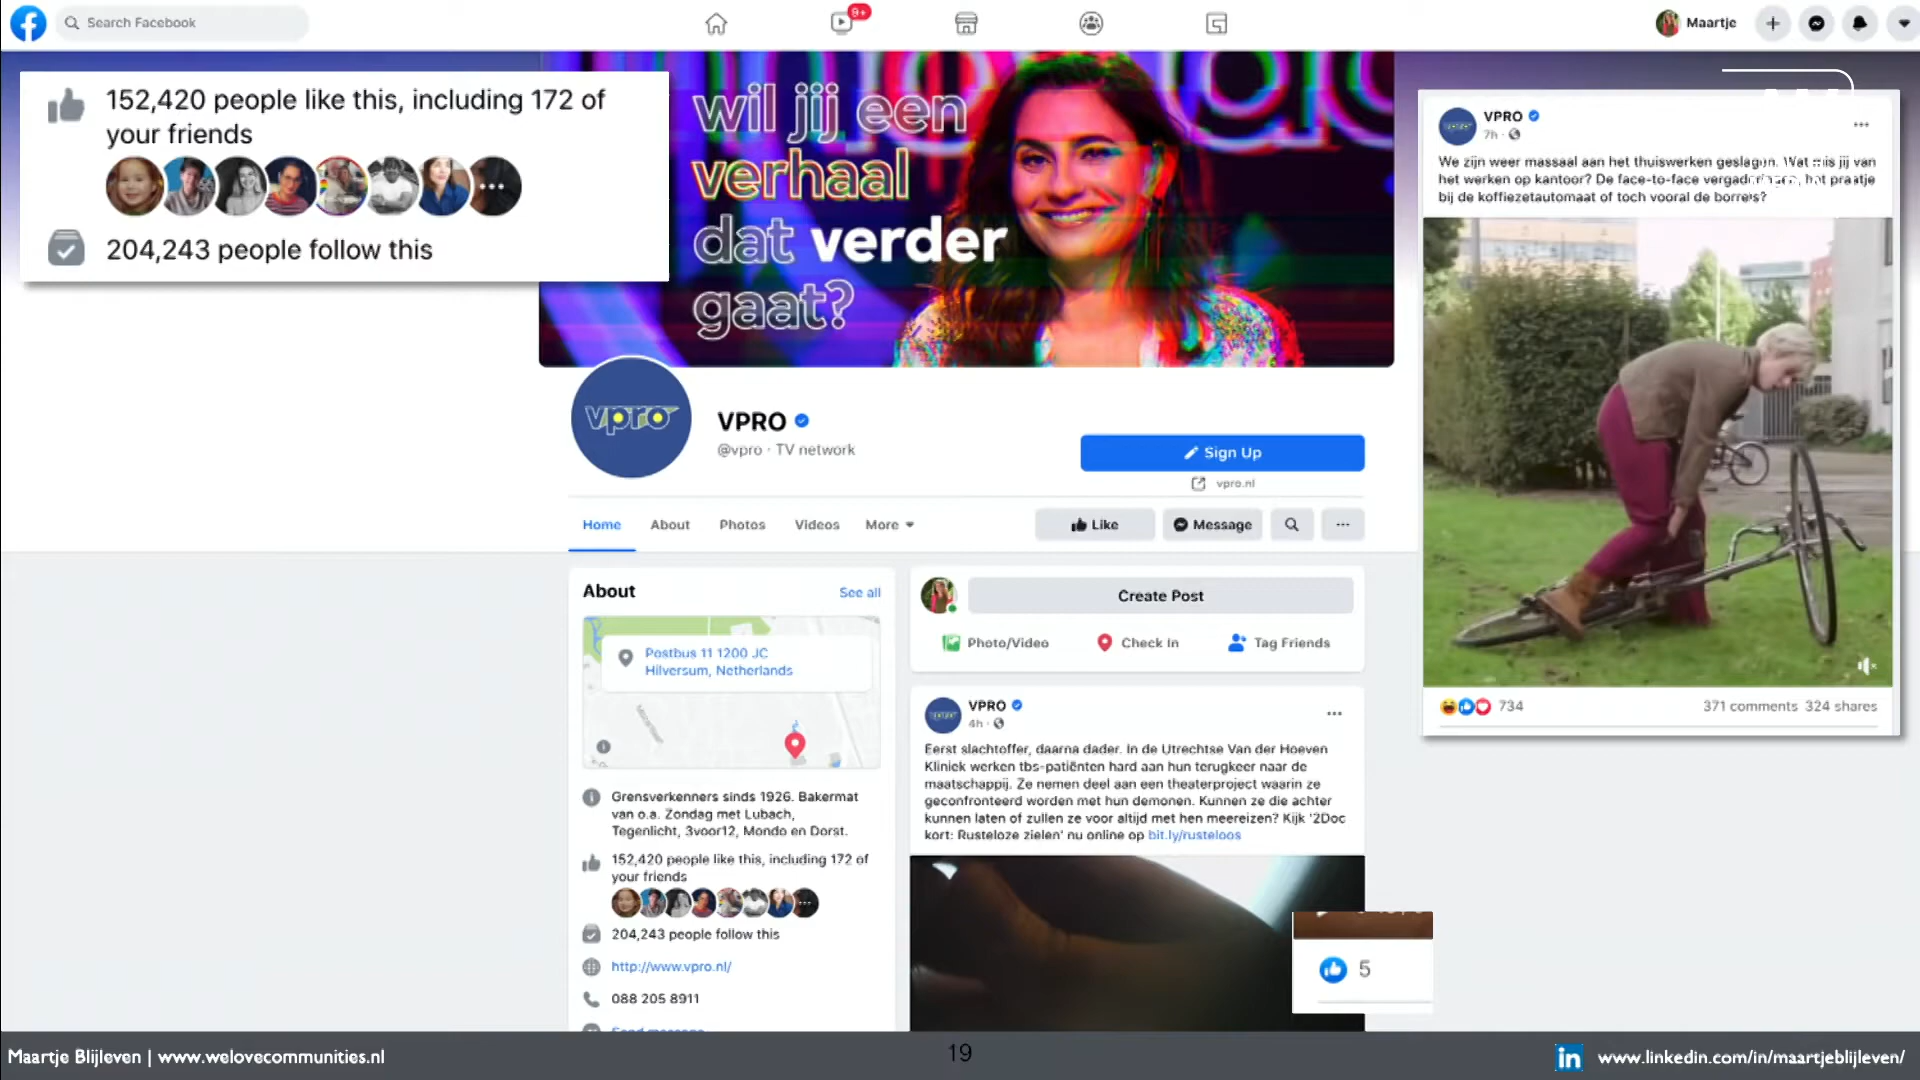 Search Facebook
9+
Maartje
152,420 people like this, including 172 of
your friends
204,243 people follow this
wil jij een
verhaal
dat verder
gaat?
VPRO
7h
We zijn weer massaal aan het thuiswerken geslagen. Wat mis jij van
het werken op kantoor? De face-to-face vergaderingen, het praatje
bij de koffiezetautomaat of toch vooral de borrels?
734
371 comments 324 shares
vpro
VPRO
@vpro · TV network
Sign Up
vpro.nl
Home
About
Photos
Videos
More
Like
Message
About
See all
Postbus 11 1200 JC
Hilversum, Netherlands
Grensverkenners sinds 1926. Bakermat
van o.a. Zondag met Lubach,
Tegenlicht, 3voor12, Mondo en Dorst.
152,420 people like this, including 172 of
your friends
204,243 people follow this
http://www.vpro.nl/
088 205 8911
Send message
Create Post
Photo/Video
Check In
Tag Friends
VPRO
4h
Eerst slachtoffer, daarna dader. In de Utrechtse Van der Hoeven
Kliniek werken tbs-patiënten hard aan hun terugkeer naar de
maatschappij. Ze nemen deel aan een theaterproject waarin ze
geconfronteerd worden met hun demonen. Kunnen ze die achter
kunnen laten of zullen ze voor altijd met hen meereizen? Kijk '2Doc
kort: Rusteloze zielen' nu online op bit.ly/rusteloos
5
Maartje Blijleven | www.welovecommunities.nl
19
in www.linkedin.com/in/maartjeblijleven/